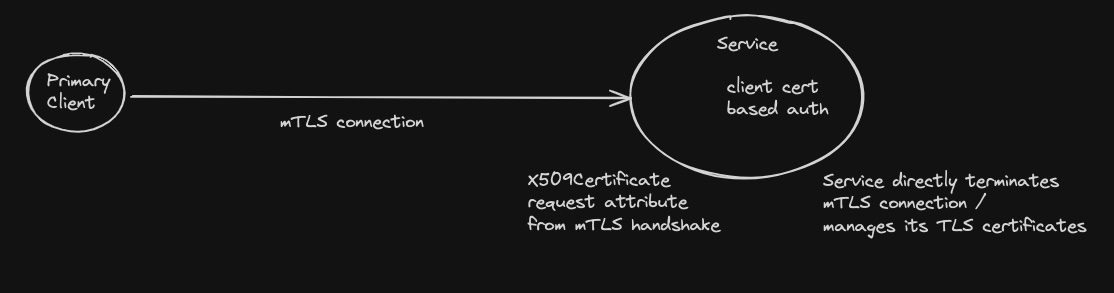 Primary
Client
mTLS connection
Service
client cert
based auth
X509Certificate
request attribute
from mTLS handshake
Service directly terminates
mTLS connection /
manages its TLS certificates